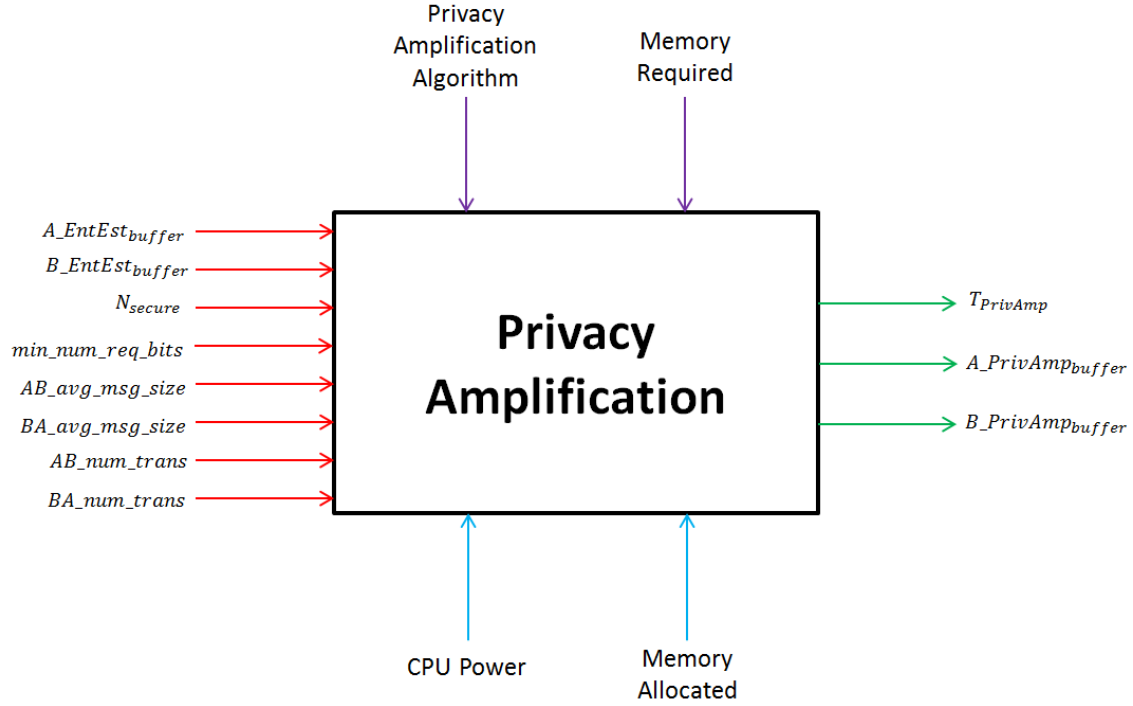 Privacy
Amplification
Algorithm
Memory
Required
A_EntEst_buffer
B_EntEst_buffer
N_secure
min_num_req_bits
AB_avg_msg_size
BA_avg_msg_size
AB_num_trans
BA_num_trans
Privacy
Amplification
T_PrivAmp
A_PrivAmp_buffer
B_PrivAmp_buffer
CPU Power
Memory
Allocated